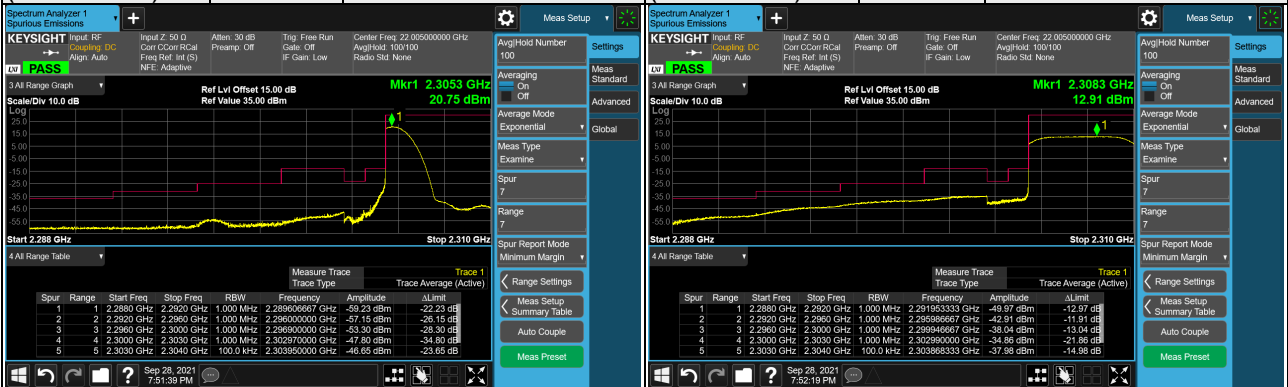 Spectrum Analyzer 1
Spurious Emissions
Meas Setup
KEYSIGHT
Input: RF
Coupling: DC
Align: Auto
Input Z: 50 Ω
Corr CCorr RCal
Freq Ref: Int (S)
NFE: Adaptive
Atten: 30 dB
Preamp: Off
Trig: Free Run
Gate: Off
IF Gain: Low
Center Freq: 22.005000000 GHz
Avg|Hold: 100/100
Radio Std: None
LXI PASS
3 All Range Graph
Ref Lvl Offset 15.00 dB
Ref Value 35.00 dBm
Mkr1 2.3053 GHz
20.75 dBm
Scale/Div 10.0 dB
Log
25.0
15.0
5.00
-5.00
-15.0
-25.0
-35.0
-45.0
-55.0
1
Start 2.288 GHz
Stop 2.310 GHz
4 All Range Table
Measure Trace Trace 1
Trace Type Trace Average (Active)
Spur Range Start Freq Stop Freq RBW Frequency Amplitude ΔLimit
1 1 2.2880 GHz 2.2920 GHz 1.000 MHz 2.289606667 GHz -59.23 dBm -22.23 dB
2 2 2.2920 GHz 2.2960 GHz 1.000 MHz 2.296000000 GHz -57.15 dBm -26.15 dB
3 3 2.2960 GHz 2.3000 GHz 1.000 MHz 2.296900000 GHz -53.30 dBm -28.30 dB
4 4 2.3000 GHz 2.3030 GHz 1.000 MHz 2.302970000 GHz -47.80 dBm -34.80 dB
5 5 2.3030 GHz 2.3040 GHz 100.0 kHz 2.303950000 GHz -46.65 dBm -23.65 dB
Avg|Hold Number
100
Averaging
On
Off
Average Mode
Exponential
Meas Type
Examine
Spur
7
Range
7
Spur Report Mode
Minimum Margin
Range Settings
Meas Setup
Summary Table
Auto Couple
Meas Preset
Settings
Meas
Standard
Advanced
Global
Sep 28, 2021
7:51:39 PM
Spectrum Analyzer 1
Spurious Emissions
Meas Setup
KEYSIGHT
Input: RF
Coupling: DC
Align: Auto
Input Z: 50 Ω
Corr CCorr RCal
Freq Ref: Int (S)
NFE: Adaptive
Atten: 30 dB
Preamp: Off
Trig: Free Run
Gate: Off
IF Gain: Low
Center Freq: 22.005000000 GHz
Avg|Hold: 100/100
Radio Std: None
LXI PASS
3 All Range Graph
Ref Lvl Offset 15.00 dB
Ref Value 35.00 dBm
Mkr1 2.3083 GHz
12.91 dBm
Scale/Div 10.0 dB
Log
25.0
15.0
5.00
-5.00
-15.0
-25.0
-35.0
-45.0
-55.0
1
Start 2.288 GHz
Stop 2.310 GHz
4 All Range Table
Measure Trace Trace 1
Trace Type Trace Average (Active)
Spur Range Start Freq Stop Freq RBW Frequency Amplitude ΔLimit
1 1 2.2880 GHz 2.2920 GHz 1.000 MHz 2.291953333 GHz -49.97 dBm -12.97 dB
2 2 2.2920 GHz 2.2960 GHz 1.000 MHz 2.295986667 GHz -42.91 dBm -11.91 dB
3 3 2.2960 GHz 2.3000 GHz 1.000 MHz 2.299946667 GHz -38.04 dBm -13.04 dB
4 4 2.3000 GHz 2.3030 GHz 1.000 MHz 2.302990000 GHz -34.86 dBm -21.86 dB
5 5 2.3030 GHz 2.3040 GHz 100.0 kHz 2.303868333 GHz -37.98 dBm -14.98 dB
Avg|Hold Number
100
Averaging
On
Off
Average Mode
Exponential
Meas Type
Examine
Spur
7
Range
7
Spur Report Mode
Minimum Margin
Range Settings
Meas Setup
Summary Table
Auto Couple
Meas Preset
Settings
Meas
Standard
Advanced
Global
Sep 28, 2021
7:52:19 PM